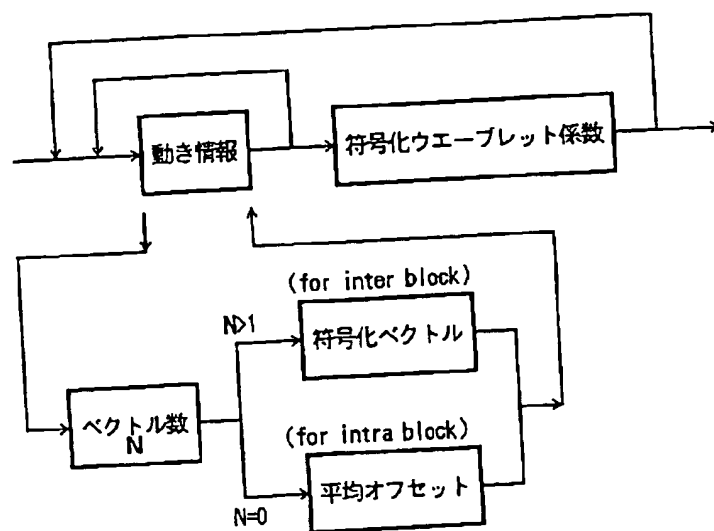 動き情報
符号化ウエーブレット係数
(for inter block)
N>1
符号化ベクトル
ベクトル数
N
(for intra block)
平均オフセット
N=0